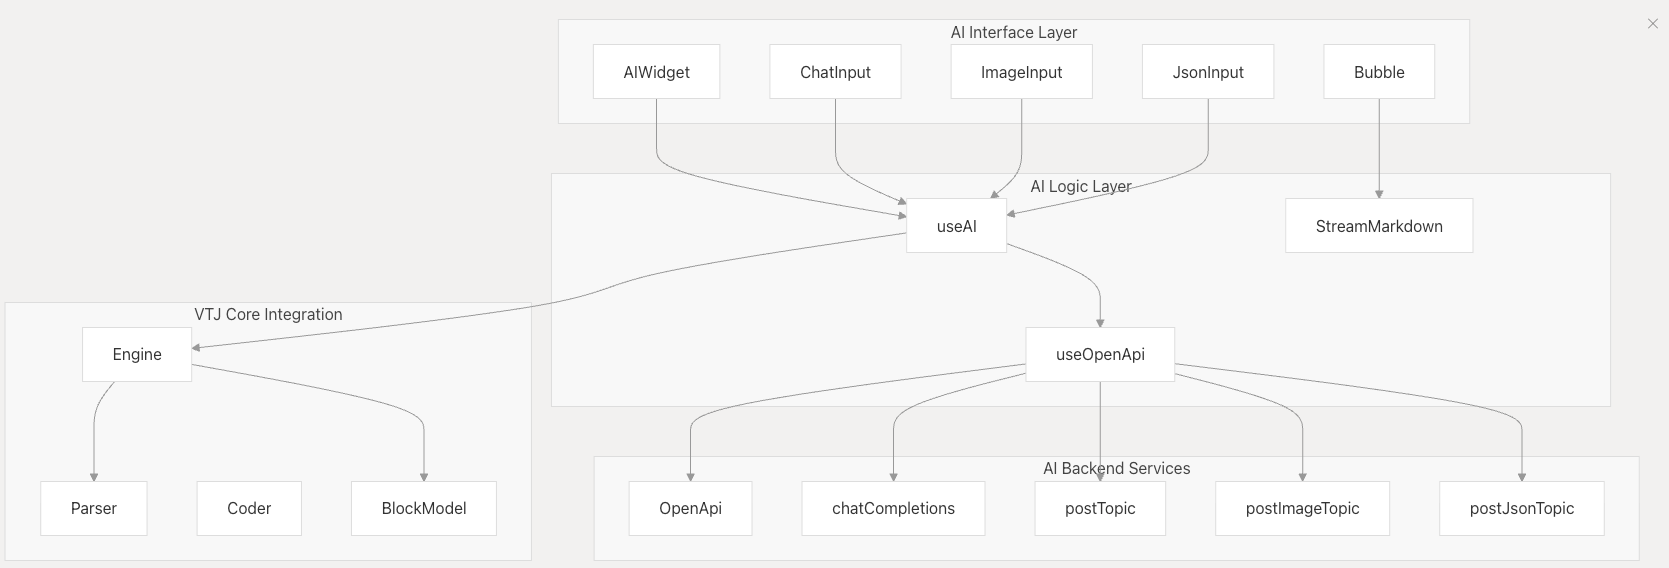 AI Interface Layer
AIWidget
ChatInput
ImageInput
JsonInput
Bubble
AI Logic Layer
useAI
StreamMarkdown
VTJ Core Integration
Engine
useOpenApi
AI Backend Services
Parser
Coder
BlockModel
OpenApi
chatCompletions
postTopic
postImageTopic
postJsonTopic